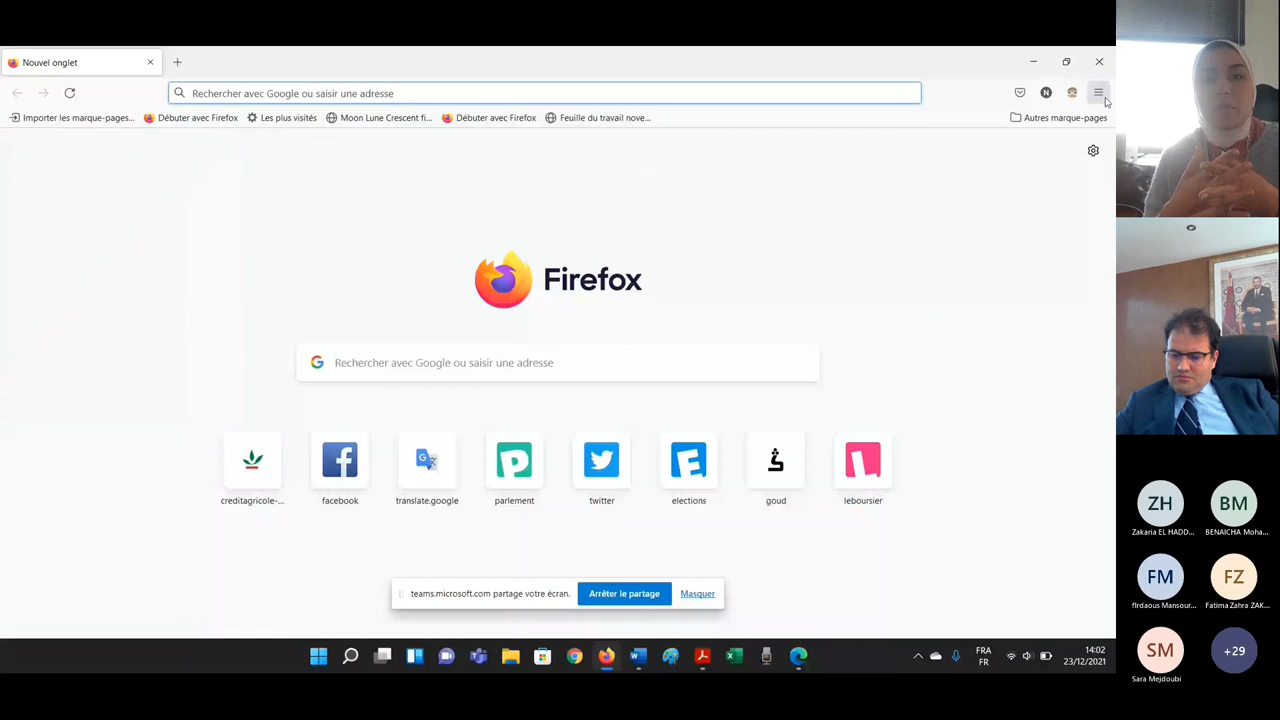 Nouvel onglet
Rechercher avec Google ou saisir une adresse
N
Importer les marque-pages...
Débuter avec Firefox
Les plus visités
Moon Lune Crescent fi...
Débuter avec Firefox
Feuille du travail nove...
Autres marque-pages
Firefox
G
Rechercher avec Google ou saisir une adresse
creditagricole-...
facebook
translate.google
parlement
twitter
elections
goud
leboursier
teams.microsoft.com partage votre écran.
Arrêter le partage
Masquer
FRA
FR
14:02
23/12/2021
ZH
Zakaria EL HADD...
BM
BENAICHA Moha...
FM
fIrdaous Mansour...
FZ
Fatima Zahra ZAK...
SM
Sara Mejdoubi
+29